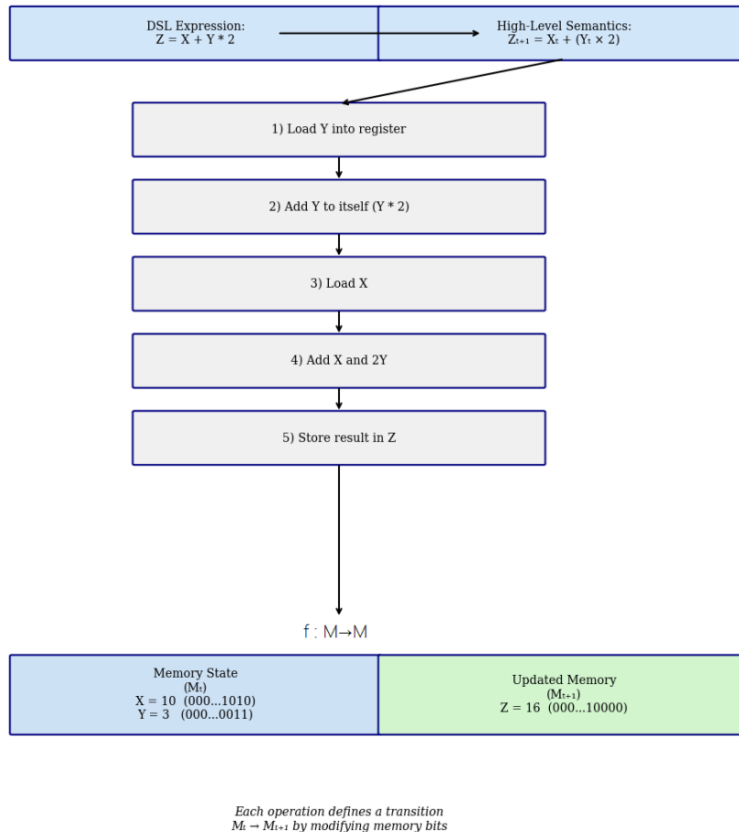 DSL Expression:
Z = X + Y * 2
High-Level Semantics:
Zₜ₊₁ = Xₜ + (Yₜ × 2)
1) Load Y into register
2) Add Y to itself (Y * 2)
3) Load X
4) Add X and 2Y
5) Store result in Z
f : M→M
Memory State
(Mₜ)
X = 10 (000...1010)
Y = 3 (000...0011)
Updated Memory
(Mₜ₊₁)
Z = 16 (000...10000)
Each operation defines a transition
Mₜ → Mₜ₊₁ by modifying memory bits